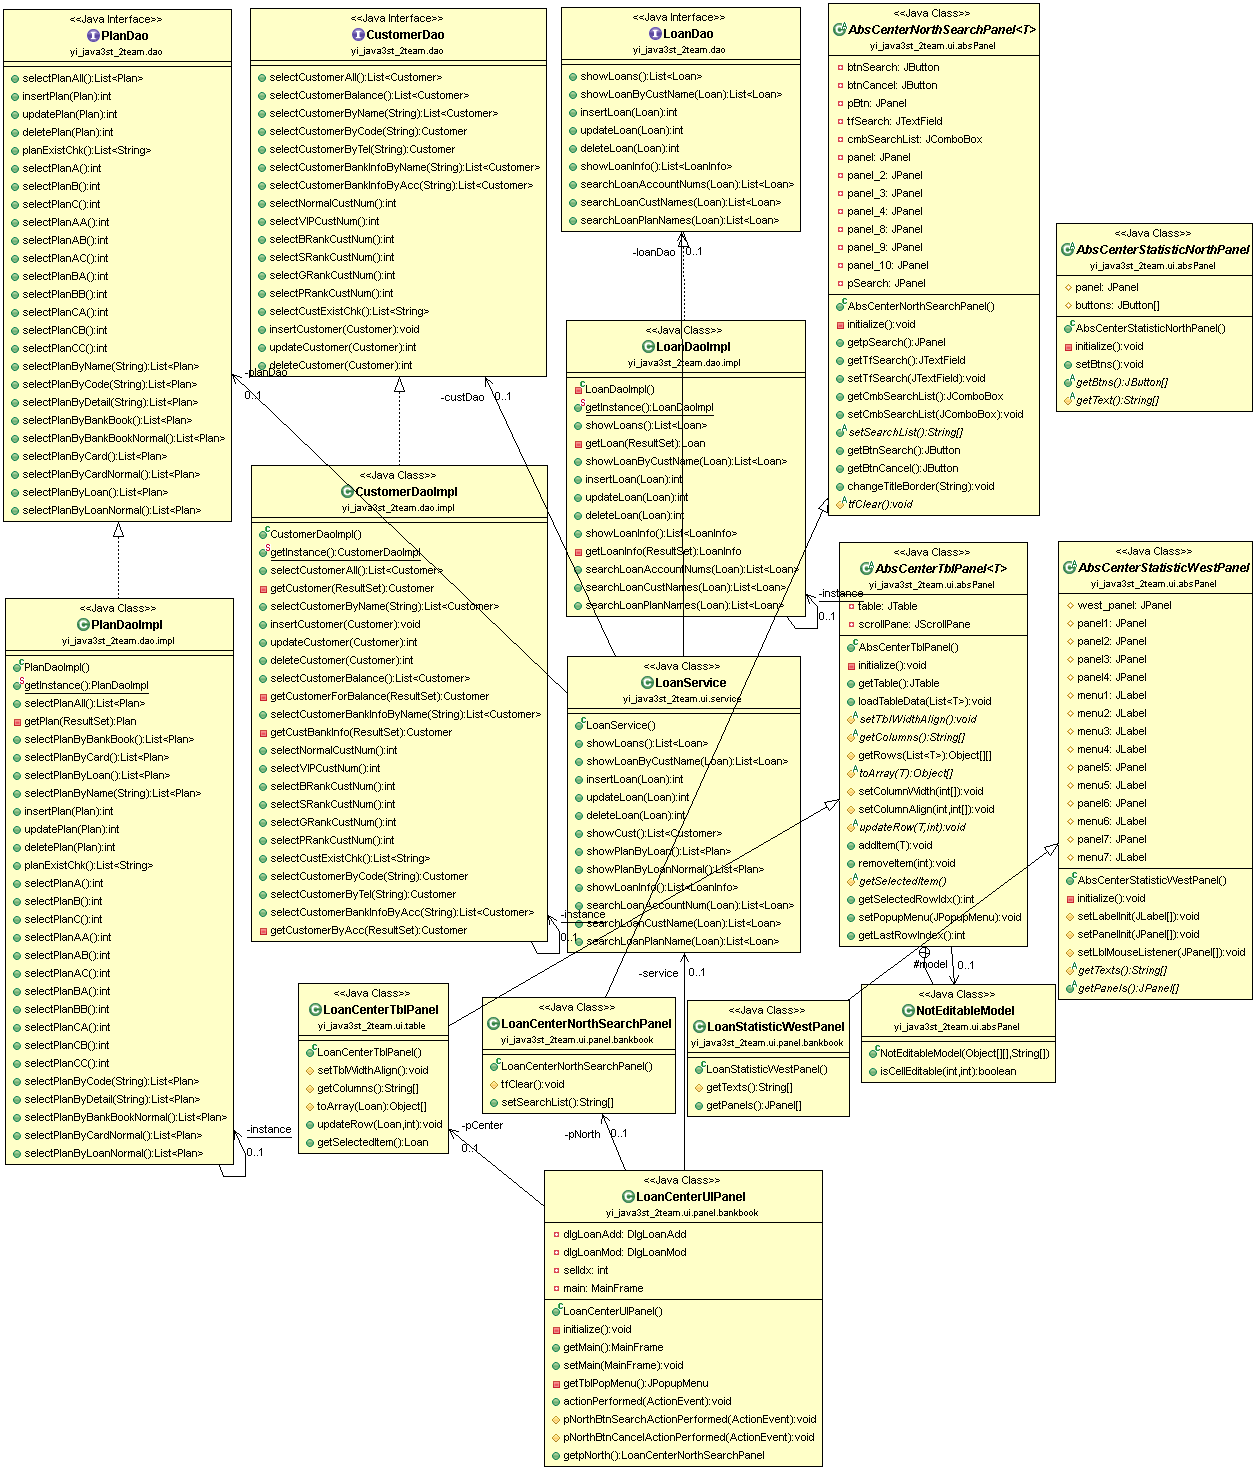 <<Java Interface>>
PlanDao
yi_java3st_2team.dao
selectPlanAll():List<Plan>
insertPlan(Plan):int
updatePlan(Plan):int
deletePlan(Plan):int
planExistChk():List<String>
selectPlanA():int
selectPlanB():int
selectPlanC():int
selectPlanAA():int
selectPlanAB():int
selectPlanAC():int
selectPlanBA():int
selectPlanBB():int
selectPlanCA():int
selectPlanCB():int
selectPlanCC():int
selectPlanByName(String):List<Plan>
selectPlanByCode(String):List<Plan>
selectPlanByDetail(String):List<Plan>
selectPlanByBankBook():List<Plan>
selectPlanByBankBookNormal():List<Plan>
selectPlanByCard():List<Plan>
selectPlanByCardNormal():List<Plan>
selectPlanByLoan():List<Plan>
selectPlanByLoanNormal():List<Plan>
<<Java Interface>>
CustomerDao
yi_java3st_2team.dao
selectCustomerAll():List<Customer>
selectCustomerBalance():List<Customer>
selectCustomerByName(String):List<Customer>
selectCustomerByCode(String):Customer
selectCustomerByTel(String):Customer
selectCustomerBankInfoByName(String):List<Customer>
selectCustomerBankInfoByAcc(String):List<Customer>
selectNormalCustNum():int
selectVIPCustNum():int
selectBRankCustNum():int
selectSRankCustNum():int
selectGRankCustNum():int
selectPRankCustNum():int
selectCustExistChk():List<String>
insertCustomer(Customer):void
updateCustomer(Customer):int
deleteCustomer(Customer):int
<<Java Interface>>
LoanDao
yi_java3st_2team.dao
showLoans():List<Loan>
showLoanByCustName(Loan):List<Loan>
insertLoan(Loan):int
updateLoan(Loan):int
deleteLoan(Loan):int
showLoanInfo():List<LoanInfo>
searchLoanAccountNums(Loan):List<Loan>
searchLoanCustNames(Loan):List<Loan>
searchLoanPlanNames(Loan):List<Loan>
<<Java Class>>
AbsCenterNorthSearchPanel<T>
yi_java3st_2team.ui.absPanel
btnSearch: JButton
btnCancel: JButton
pBtn: JPanel
tfSearch: JTextField
cmbSearchList: JComboBox
panel: JPanel
panel_2: JPanel
panel_3: JPanel
panel_4: JPanel
panel_8: JPanel
panel_9: JPanel
panel_10: JPanel
pSearch: JPanel
AbsCenterNorthSearchPanel()
initialize():void
getpSearch():JPanel
getTfSearch():JTextField
setTfSearch(JTextField):void
getCmbSearchList():JComboBox
setCmbSearchList(JComboBox):void
setSearchList():String[]
getBtnSearch():JButton
getBtnCancel():JButton
changeTitleBorder(String):void
tfClear():void
<<Java Class>>
AbsCenterStatisticNorthPanel
yi_java3st_2team.ui.absPanel
panel: JPanel
buttons: JButton[]
AbsCenterStatisticNorthPanel()
initialize():void
setBtns():void
getBtns():JButton[]
getText():String[]
-loanDao
0..1
-planDao
0..1
-custDao
0..1
<<Java Class>>
LoanDaoImpl
yi_java3st_2team.dao.impl
LoanDaoImpl()
getInstance():LoanDaoImpl
showLoans():List<Loan>
getLoan(ResultSet):Loan
showLoanByCustName(Loan):List<Loan>
insertLoan(Loan):int
updateLoan(Loan):int
deleteLoan(Loan):int
showLoanInfo():List<LoanInfo>
getLoanInfo(ResultSet):LoanInfo
searchLoanAccountNums(Loan):List<Loan>
searchLoanCustNames(Loan):List<Loan>
searchLoanPlanNames(Loan):List<Loan>
-instance
0..1
<<Java Class>>
CustomerDaoImpl
yi_java3st_2team.dao.impl
CustomerDaoImpl()
getInstance():CustomerDaoImpl
selectCustomerAll():List<Customer>
getCustomer(ResultSet):Customer
selectCustomerByName(String):List<Customer>
insertCustomer(Customer):void
updateCustomer(Customer):int
deleteCustomer(Customer):int
selectCustomerBalance():List<Customer>
getCustomerForBalance(ResultSet):Customer
selectCustomerBankInfoByName(String):List<Customer>
getCustBankInfo(ResultSet):Customer
selectNormalCustNum():int
selectVIPCustNum():int
selectBRankCustNum():int
selectSRankCustNum():int
selectGRankCustNum():int
selectPRankCustNum():int
selectCustExistChk():List<String>
selectCustomerByCode(String):Customer
selectCustomerByTel(String):Customer
selectCustomerBankInfoByAcc(String):List<Customer>
getCustomerByAcc(ResultSet):Customer
-instance
0..1
<<Java Class>>
AbsCenterTblPanel<T>
yi_java3st_2team.ui.absPanel
table: JTable
scrollPane: JScrollPane
AbsCenterTblPanel()
initialize():void
getTable():JTable
loadTableData(List<T>):void
setTblWidthAlign():void
getColumns():String[]
getRows(List<T>):Object[][]
toArray(T):Object[]
setColumnWidth(int[]):void
setColumnAlign(int,int[]):void
updateRow(T,int):void
addItem(T):void
removeItem(int):void
getSelectedItem()
getSelectedRowIdx():int
setPopupMenu(JPopupMenu):void
getLastRowIndex():int
#model
0..1
<<Java Class>>
AbsCenterStatisticWestPanel
yi_java3st_2team.ui.absPanel
west_panel: JPanel
panel1: JPanel
panel2: JPanel
panel3: JPanel
panel4: JPanel
menu1: JLabel
menu2: JLabel
menu3: JLabel
menu4: JLabel
panel5: JPanel
menu5: JLabel
panel6: JPanel
menu6: JLabel
panel7: JPanel
menu7: JLabel
AbsCenterStatisticWestPanel()
initialize():void
setLabelInit(JLabel[]):void
setPanelInit(JPanel[]):void
setLblMouseListener(JPanel[]):void
getTexts():String[]
getPanels():JPanel[]
<<Java Class>>
PlanDaoImpl
yi_java3st_2team.dao.impl
PlanDaoImpl()
getInstance():PlanDaoImpl
selectPlanAll():List<Plan>
getPlan(ResultSet):Plan
selectPlanByBankBook():List<Plan>
selectPlanByCard():List<Plan>
selectPlanByLoan():List<Plan>
selectPlanByName(String):List<Plan>
insertPlan(Plan):int
updatePlan(Plan):int
deletePlan(Plan):int
planExistChk():List<String>
selectPlanA():int
selectPlanB():int
selectPlanC():int
selectPlanAA():int
selectPlanAB():int
selectPlanAC():int
selectPlanBA():int
selectPlanBB():int
selectPlanCA():int
selectPlanCB():int
selectPlanCC():int
selectPlanByCode(String):List<Plan>
selectPlanByDetail(String):List<Plan>
selectPlanByBankBookNormal():List<Plan>
selectPlanByCardNormal():List<Plan>
selectPlanByLoanNormal():List<Plan>
-instance
0..1
<<Java Class>>
LoanService
yi_java3st_2team.ui.service
LoanService()
showLoans():List<Loan>
showLoanByCustName(Loan):List<Loan>
insertLoan(Loan):int
updateLoan(Loan):int
deleteLoan(Loan):int
showCust():List<Customer>
showPlanByLoan():List<Plan>
showPlanByLoanNormal():List<Plan>
showLoanInfo():List<LoanInfo>
searchLoanAccountNum(Loan):List<Loan>
searchLoanCustName(Loan):List<Loan>
searchLoanPlanName(Loan):List<Loan>
-service
0..1
<<Java Class>>
LoanCenterTblPanel
yi_java3st_2team.ui.table
LoanCenterTblPanel()
setTblWidthAlign():void
getColumns():String[]
toArray(Loan):Object[]
updateRow(Loan,int):void
getSelectedItem():Loan
<<Java Class>>
LoanCenterNorthSearchPanel
yi_java3st_2team.ui.panel.bankbook
LoanCenterNorthSearchPanel()
tfClear():void
setSearchList():String[]
<<Java Class>>
LoanStatisticWestPanel
yi_java3st_2team.ui.panel.bankbook
LoanStatisticWestPanel()
getTexts():String[]
getPanels():JPanel[]
<<Java Class>>
NotEditableModel
yi_java3st_2team.ui.absPanel
NotEditableModel(Object[][],String[])
isCellEditable(int,int):boolean
-pCenter
0..1
-pNorth
0..1
<<Java Class>>
LoanCenterUIPanel
yi_java3st_2team.ui.panel.bankbook
dlgLoanAdd: DlgLoanAdd
dlgLoanMod: DlgLoanMod
selIdx: int
main: MainFrame
LoanCenterUIPanel()
initialize():void
getMain():MainFrame
setMain(MainFrame):void
getTblPopMenu():JPopupMenu
actionPerformed(ActionEvent):void
pNorthBtnSearchActionPerformed(ActionEvent):void
pNorthBtnCancelActionPerformed(ActionEvent):void
getpNorth():LoanCenterNorthSearchPanel